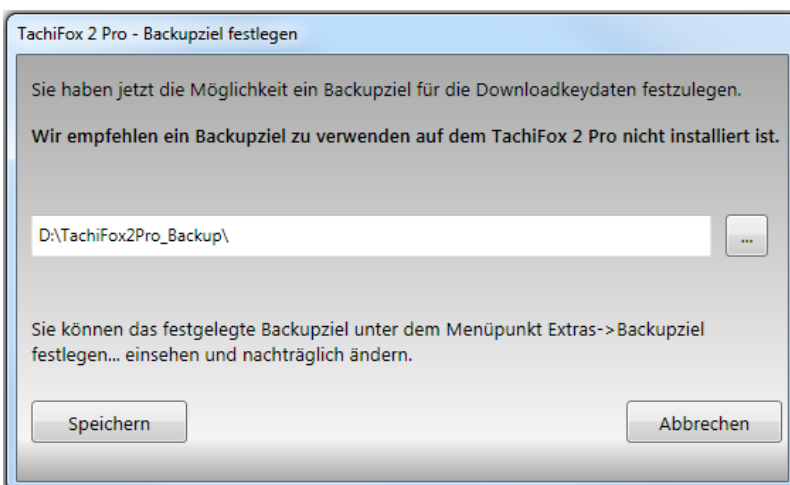 TachiFox 2 Pro - Backupziel festlegen
Sie haben jetzt die Möglichkeit ein Backupziel für die Downloadkeydaten festzulegen.
Wir empfehlen ein Backupziel zu verwenden auf dem TachiFox 2 Pro nicht installiert ist.
D:\TachiFox2Pro_Backup\
...
Sie können das festgelegte Backupziel unter dem Menüpunkt Extras->Backupziel
festlegen... einsehen und nachträglich ändern.
Speichern
Abbrechen